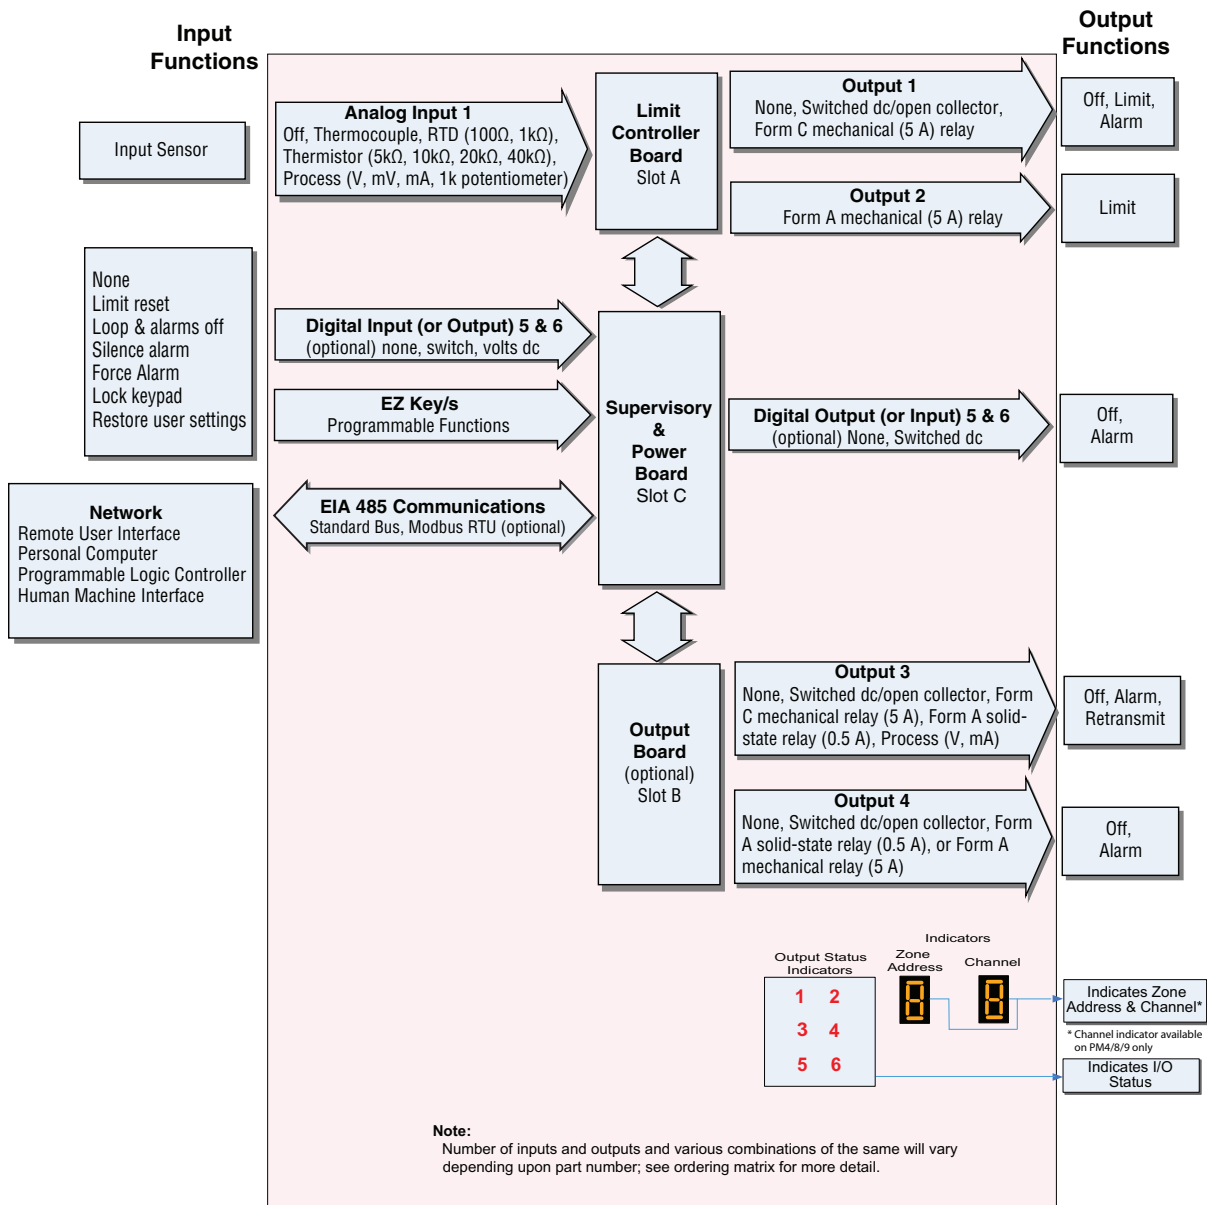 Input
Functions
Output
Functions
Input Sensor
Analog Input 1
Off, Thermocouple, RTD (100Ω, 1kΩ),
Thermistor (5kΩ, 10kΩ, 20kΩ, 40kΩ),
Process (V, mV, mA, 1k potentiometer)
Limit
Controller
Board
Slot A
Output 1
None, Switched dc/open collector,
Form C mechanical (5 A) relay
Off, Limit,
Alarm
Output 2
Form A mechanical (5 A) relay
Limit
None
Limit reset
Loop & alarms off
Silence alarm
Force Alarm
Lock keypad
Restore user settings
Digital Input (or Output) 5 & 6
(optional) none, switch, volts dc
EZ Key/s
Programmable Functions
Supervisory
&
Power
Board
Slot C
Digital Output (or Input) 5 & 6
(optional) None, Switched dc
Off,
Alarm
Network
Remote User Interface
Personal Computer
Programmable Logic Controller
Human Machine Interface
EIA 485 Communications
Standard Bus, Modbus RTU (optional)
Output
Board
(optional)
Slot B
Output 3
None, Switched dc/open collector, Form
C mechanical relay (5 A), Form A solid-
state relay (0.5 A), Process (V, mA)
Off, Alarm,
Retransmit
Output 4
None, Switched dc/open collector, Form
A solid-state relay (0.5 A), or Form A
mechanical relay (5 A)
Off,
Alarm
Indicators
Output Status
Indicators
Zone
Address
Channel
1 2
3 4
5 6
8
8
Indicates Zone
Address & Channel*
* Channel indicator available
on PM4/8/9 only
Indicates I/O
Status
Note:
Number of inputs and outputs and various combinations of the same will vary
depending upon part number; see ordering matrix for more detail.